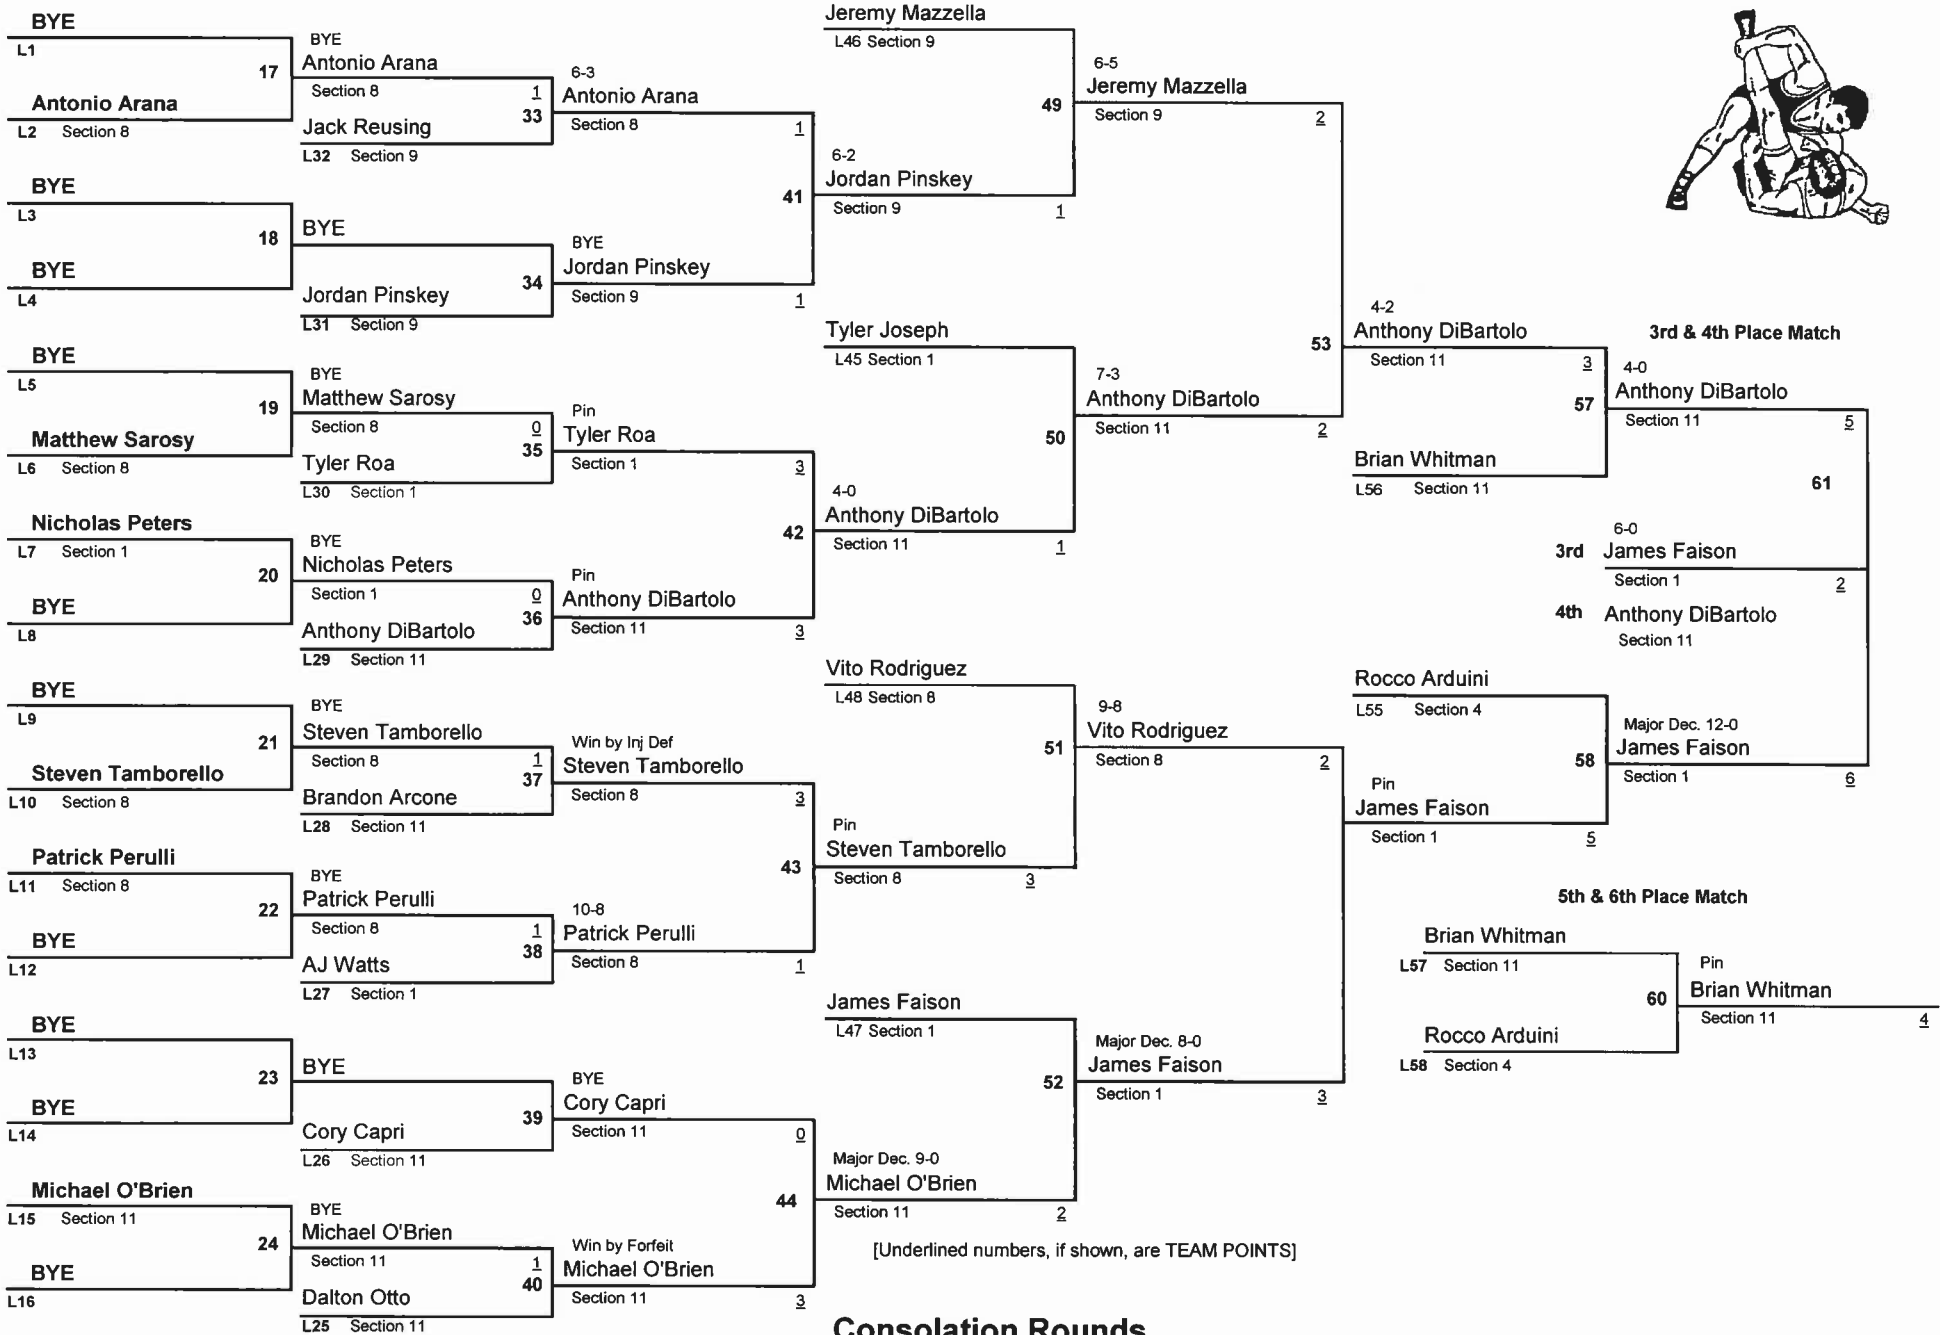 BYE
L1
17
Antonio Arana
L2 Section 8
BYE
L3
18
BYE
L4
BYE
L5
19
Matthew Sarosy
L6 Section 8
Nicholas Peters
L7 Section 1
20
BYE
L8
BYE
L9
21
Steven Tamborello
L10 Section 8
Patrick Perulli
L11 Section 8
22
BYE
L12
BYE
L13
23
BYE
L14
Michael O'Brien
L15 Section 11
24
BYE
L16
BYE
Antonio Arana
Section 8 1
33
Jack Reusing
L32 Section 9
BYE
34
Jordan Pinskey
L31 Section 9
BYE
Matthew Sarosy
Section 8 0
35
Tyler Roa
L30 Section 1
BYE
Nicholas Peters
Section 1 0
36
Anthony DiBartolo
L29 Section 11
BYE
Steven Tamborello
Section 8 1
37
Brandon Arcone
L28 Section 11
BYE
Patrick Perulli
Section 8 1
38
AJ Watts
L27 Section 1
BYE
39
Cory Capri
L26 Section 11
BYE
Michael O'Brien
Section 11 1
40
Dalton Otto
L25 Section 11
6-3
Antonio Arana
Section 8 1
41
BYE
Jordan Pinskey
Section 9 1
Pin
Tyler Roa
Section 1 3
42
Pin
Anthony DiBartolo
Section 11 3
Win by Inj Def
Steven Tamborello
Section 8 3
43
10-8
Patrick Perulli
Section 8 1
BYE
Cory Capri
Section 11 0
44
Win by Forfeit
Michael O'Brien
Section 11 3
Jeremy Mazzella
L46 Section 9
49
6-2
Jordan Pinskey
Section 9 1
Tyler Joseph
L45 Section 1
50
4-0
Anthony DiBartolo
Section 11 1
Vito Rodriguez
L48 Section 8
51
Pin
Steven Tamborello
Section 8 3
James Faison
L47 Section 1
52
Major Dec. 9-0
Michael O'Brien
Section 11 2
6-5
Jeremy Mazzella
Section 9 2
53
7-3
Anthony DiBartolo
Section 11 2
9-8
Vito Rodriguez
Section 8 2
Major Dec. 8-0
James Faison
Section 1 3
4-2
Anthony DiBartolo
Section 11 3
57
Brian Whitman
L56 Section 11
Rocco Arduini
L55 Section 4
58
Pin
James Faison
Section 1 5
3rd & 4th Place Match
4-0
Anthony DiBartolo
Section 11 5
61
6-0
3rd James Faison
Section 1 2
4th Anthony DiBartolo
Section 11
Major Dec. 12-0
James Faison
Section 1 6
5th & 6th Place Match
Brian Whitman
L57 Section 11
60
Rocco Arduini
L58 Section 4
Pin
Brian Whitman
Section 11 4
[Underlined numbers, if shown, are TEAM POINTS]
Consolation Rounds